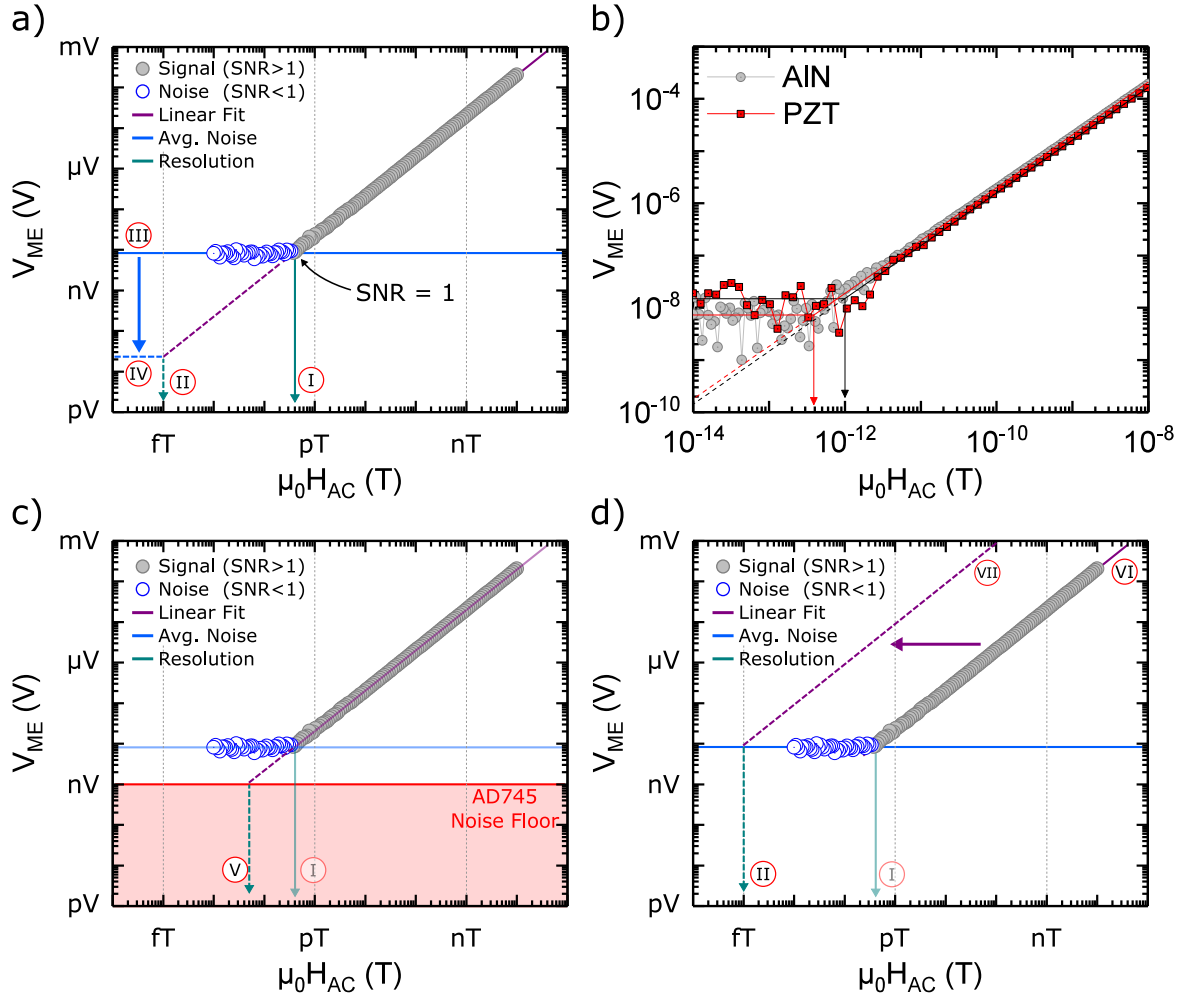 a)
mV
μV
nV
pV
V_ME (V)
Signal (SNR>1)
Noise (SNR<1)
Linear Fit
Avg. Noise
Resolution
III
IV
II
I
SNR = 1
fT
pT
nT
μ₀H_AC (T)
b)
AlN
PZT
V_ME (V)
10⁻⁴
10⁻⁶
10⁻⁸
10⁻¹⁰
10⁻¹⁴
10⁻¹²
10⁻¹⁰
10⁻⁸
μ₀H_AC (T)
c)
mV
μV
nV
pV
V_ME (V)
Signal (SNR>1)
Noise (SNR<1)
Linear Fit
Avg. Noise
Resolution
AD745
Noise Floor
V
I
fT
pT
nT
μ₀H_AC (T)
d)
mV
μV
nV
pV
V_ME (V)
Signal (SNR>1)
Noise (SNR<1)
Linear Fit
Avg. Noise
Resolution
VII
VI
II
I
fT
pT
nT
μ₀H_AC (T)